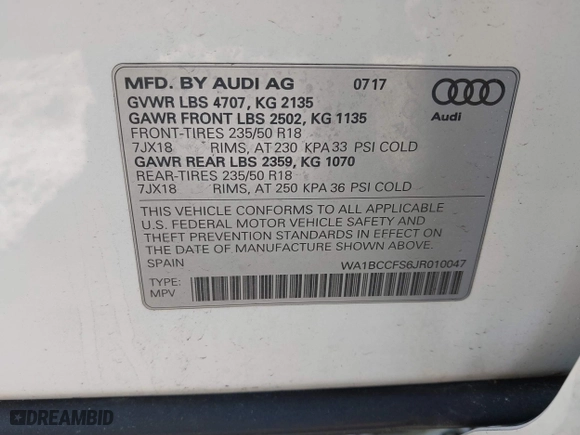 MFD. BY AUDI AG 07 17
GVWR LBS 4707, KG 2135
GAWR FRONT LBS 2502, KG 1135
FRONT-TIRES 235/50 R18
7JX18 RIMS, AT 230 KPA 33 PSI COLD
GAWR REAR LBS 2359, KG 1070
REAR-TIRES 235/50 R18
7JX18 RIMS, AT 250 KPA 36 PSI COLD
Audi
THIS VEHICLE CONFORMS TO ALL APPLICABLE
U.S. FEDERAL MOTOR VEHICLE SAFETY AND
THEFT PREVENTION STANDARDS IN EFFECT ON
THE DATE OF MANUFACTURE SHOWN ABOVE
SPAIN WA1BCCFS6JR010047
TYPE:
MPV
DREAMBID